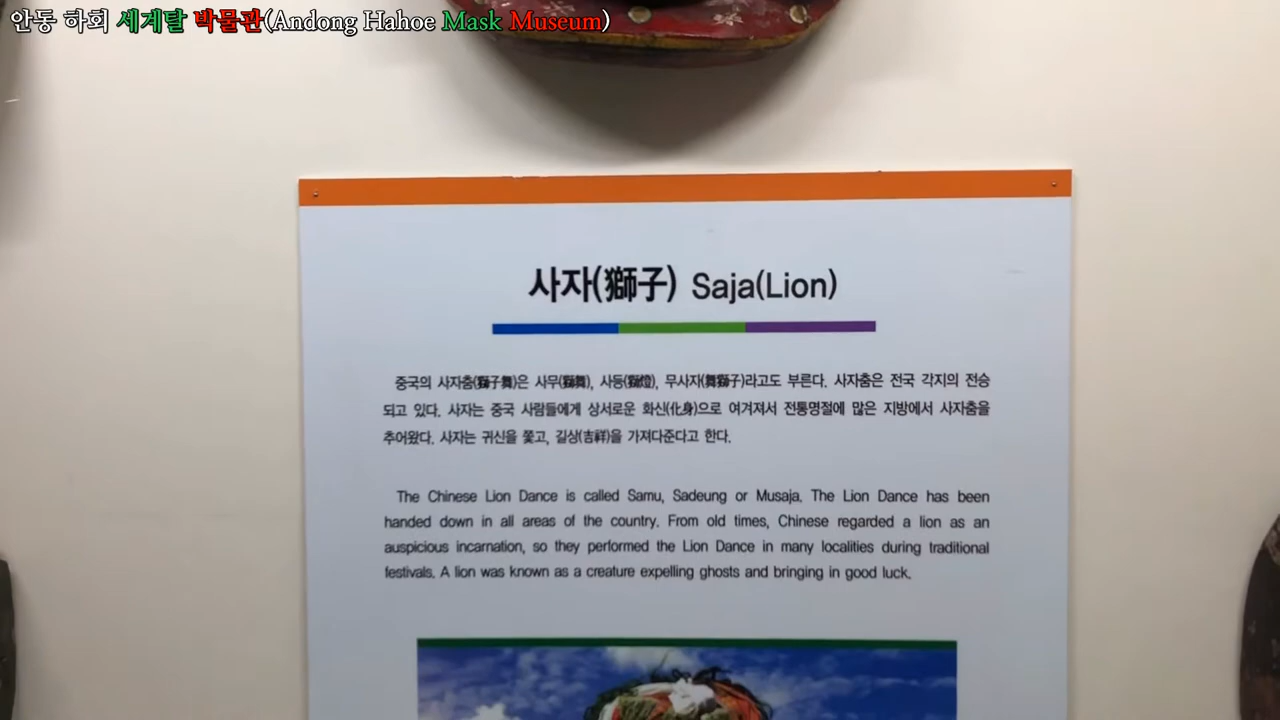 안동 하회 세계탈 박물관(Andong Hahoe Mask Museum)
사자(獅子) Saja(Lion)
중국의 사자춤(獅子舞)은 사무(獅舞), 사등(獅燈), 무사자(舞獅子)라고도 부른다. 사자춤은 전국 각지의 전승
되고 있다. 사자는 중국 사람들에게 상서로운 화신(化身)으로 여겨져서 전통명절에 많은 지방에서 사자춤을
추어왔다. 사자는 귀신을 쫓고, 길상(吉祥)을 가져다준다고 한다.
The Chinese Lion Dance is called Samu, Sadeung or Musaja. The Lion Dance has been
handed down in all areas of the country. From old times, Chinese regarded a lion as an
auspicious incarnation, so they performed the Lion Dance in many localities during traditional
festivals. A lion was known as a creature expelling ghosts and bringing in good luck.